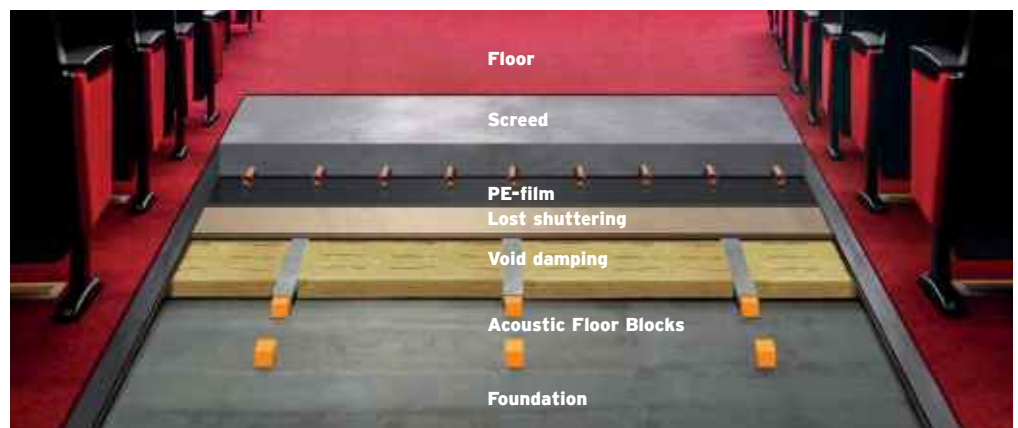 Floor
Screed
PE-film
Lost shuttering
Void damping
Acoustic Floor Blocks
Foundation